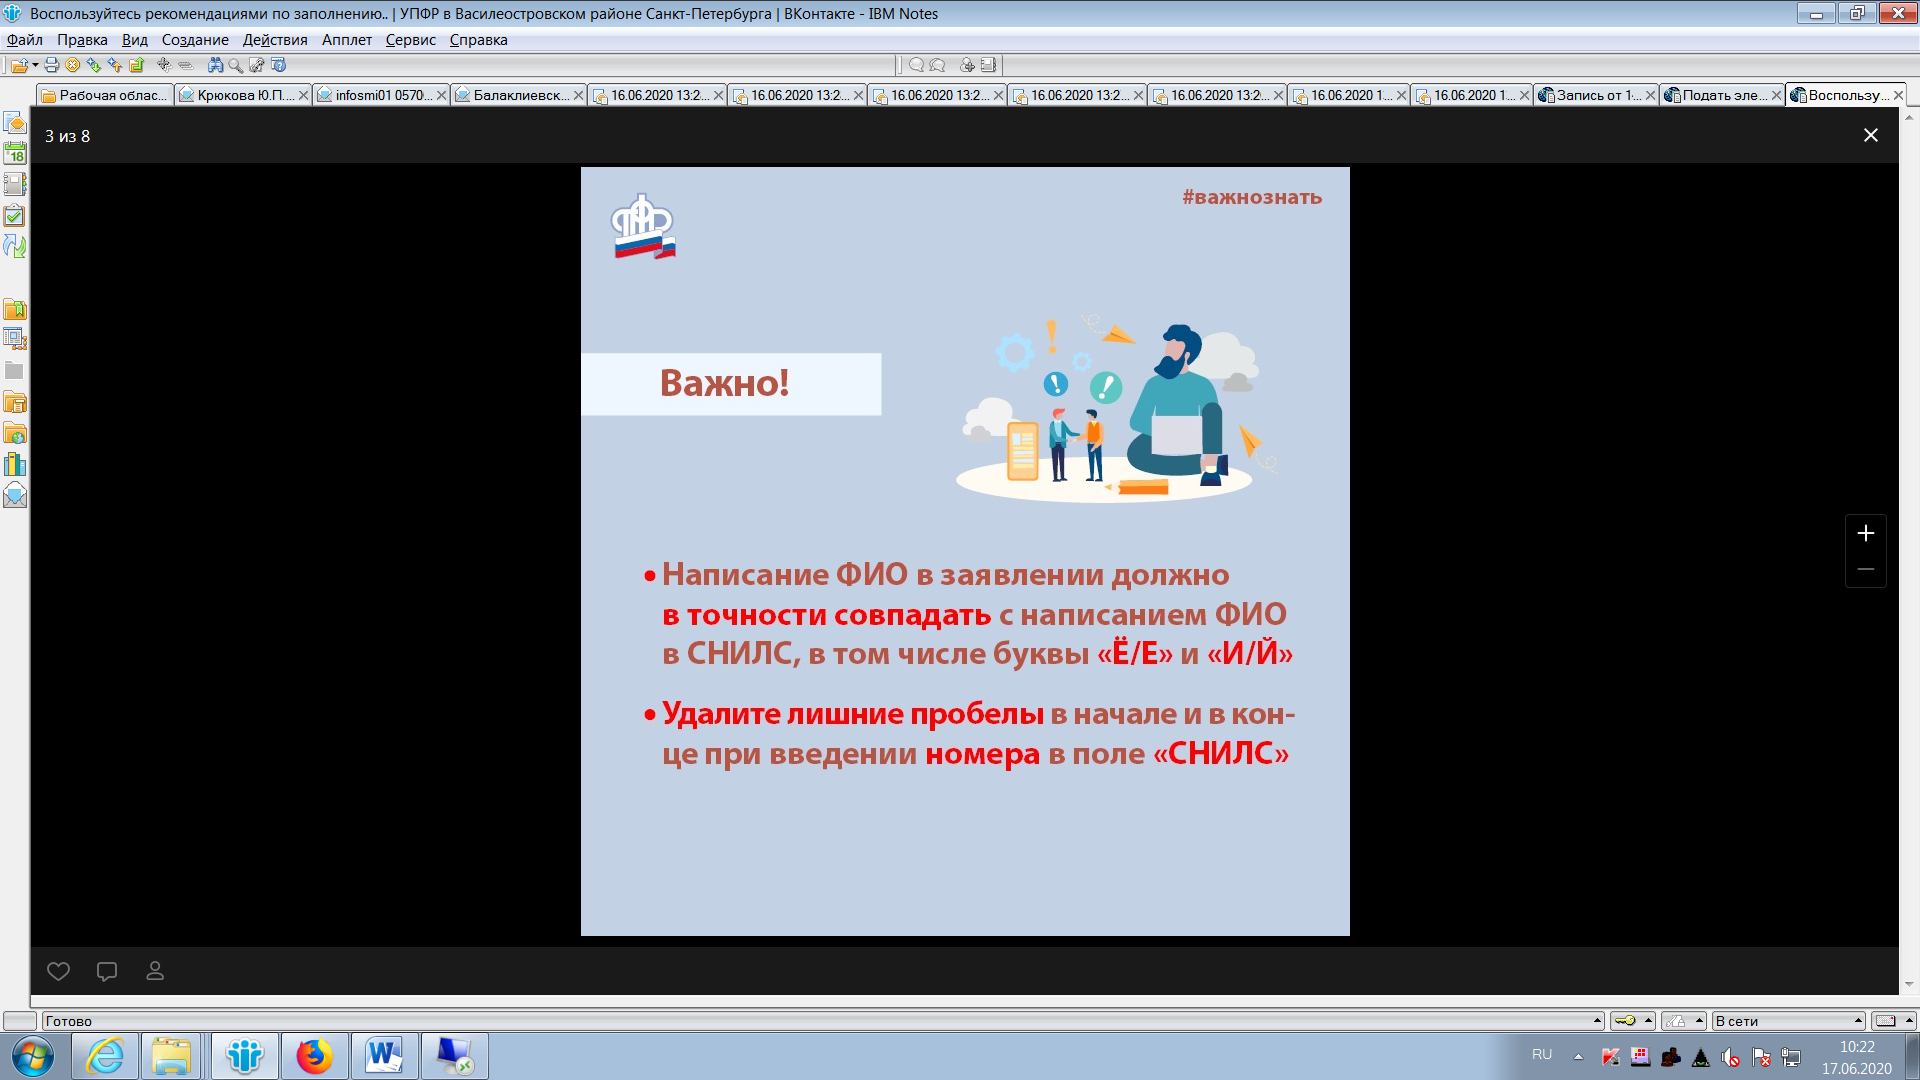 Воспользуйтесь рекомендациями по заполнению.. | УПФР в Василеостровском районе Санкт-Петербурга | ВКонтакте - IBM Notes
Файл Правка Вид Создание Действия Апплет Сервис Справка
Рабочая облас... Крюкова Ю.П.... infosmi01 0570... Балаклиевск... 16.06.2020 13:2... 16.06.2020 13:2... 16.06.2020 13:2... 16.06.2020 13:2... 16.06.2020 13:2... 16.06.2020 1... 16.06.2020 1... Запись от 1... Подать эле... Воспользу...
18
3 из 8
#важнознать
ПФР
Важно!
• Написание ФИО в заявлении должно
в точности совпадать с написанием ФИО
в СНИЛС, в том числе буквы «Ё/Е» и «И/Й»
• Удалите лишние пробелы в начале и в кон-
це при введении номера в поле «СНИЛС»
Готово
В сети
RU
10:22
17.06.2020